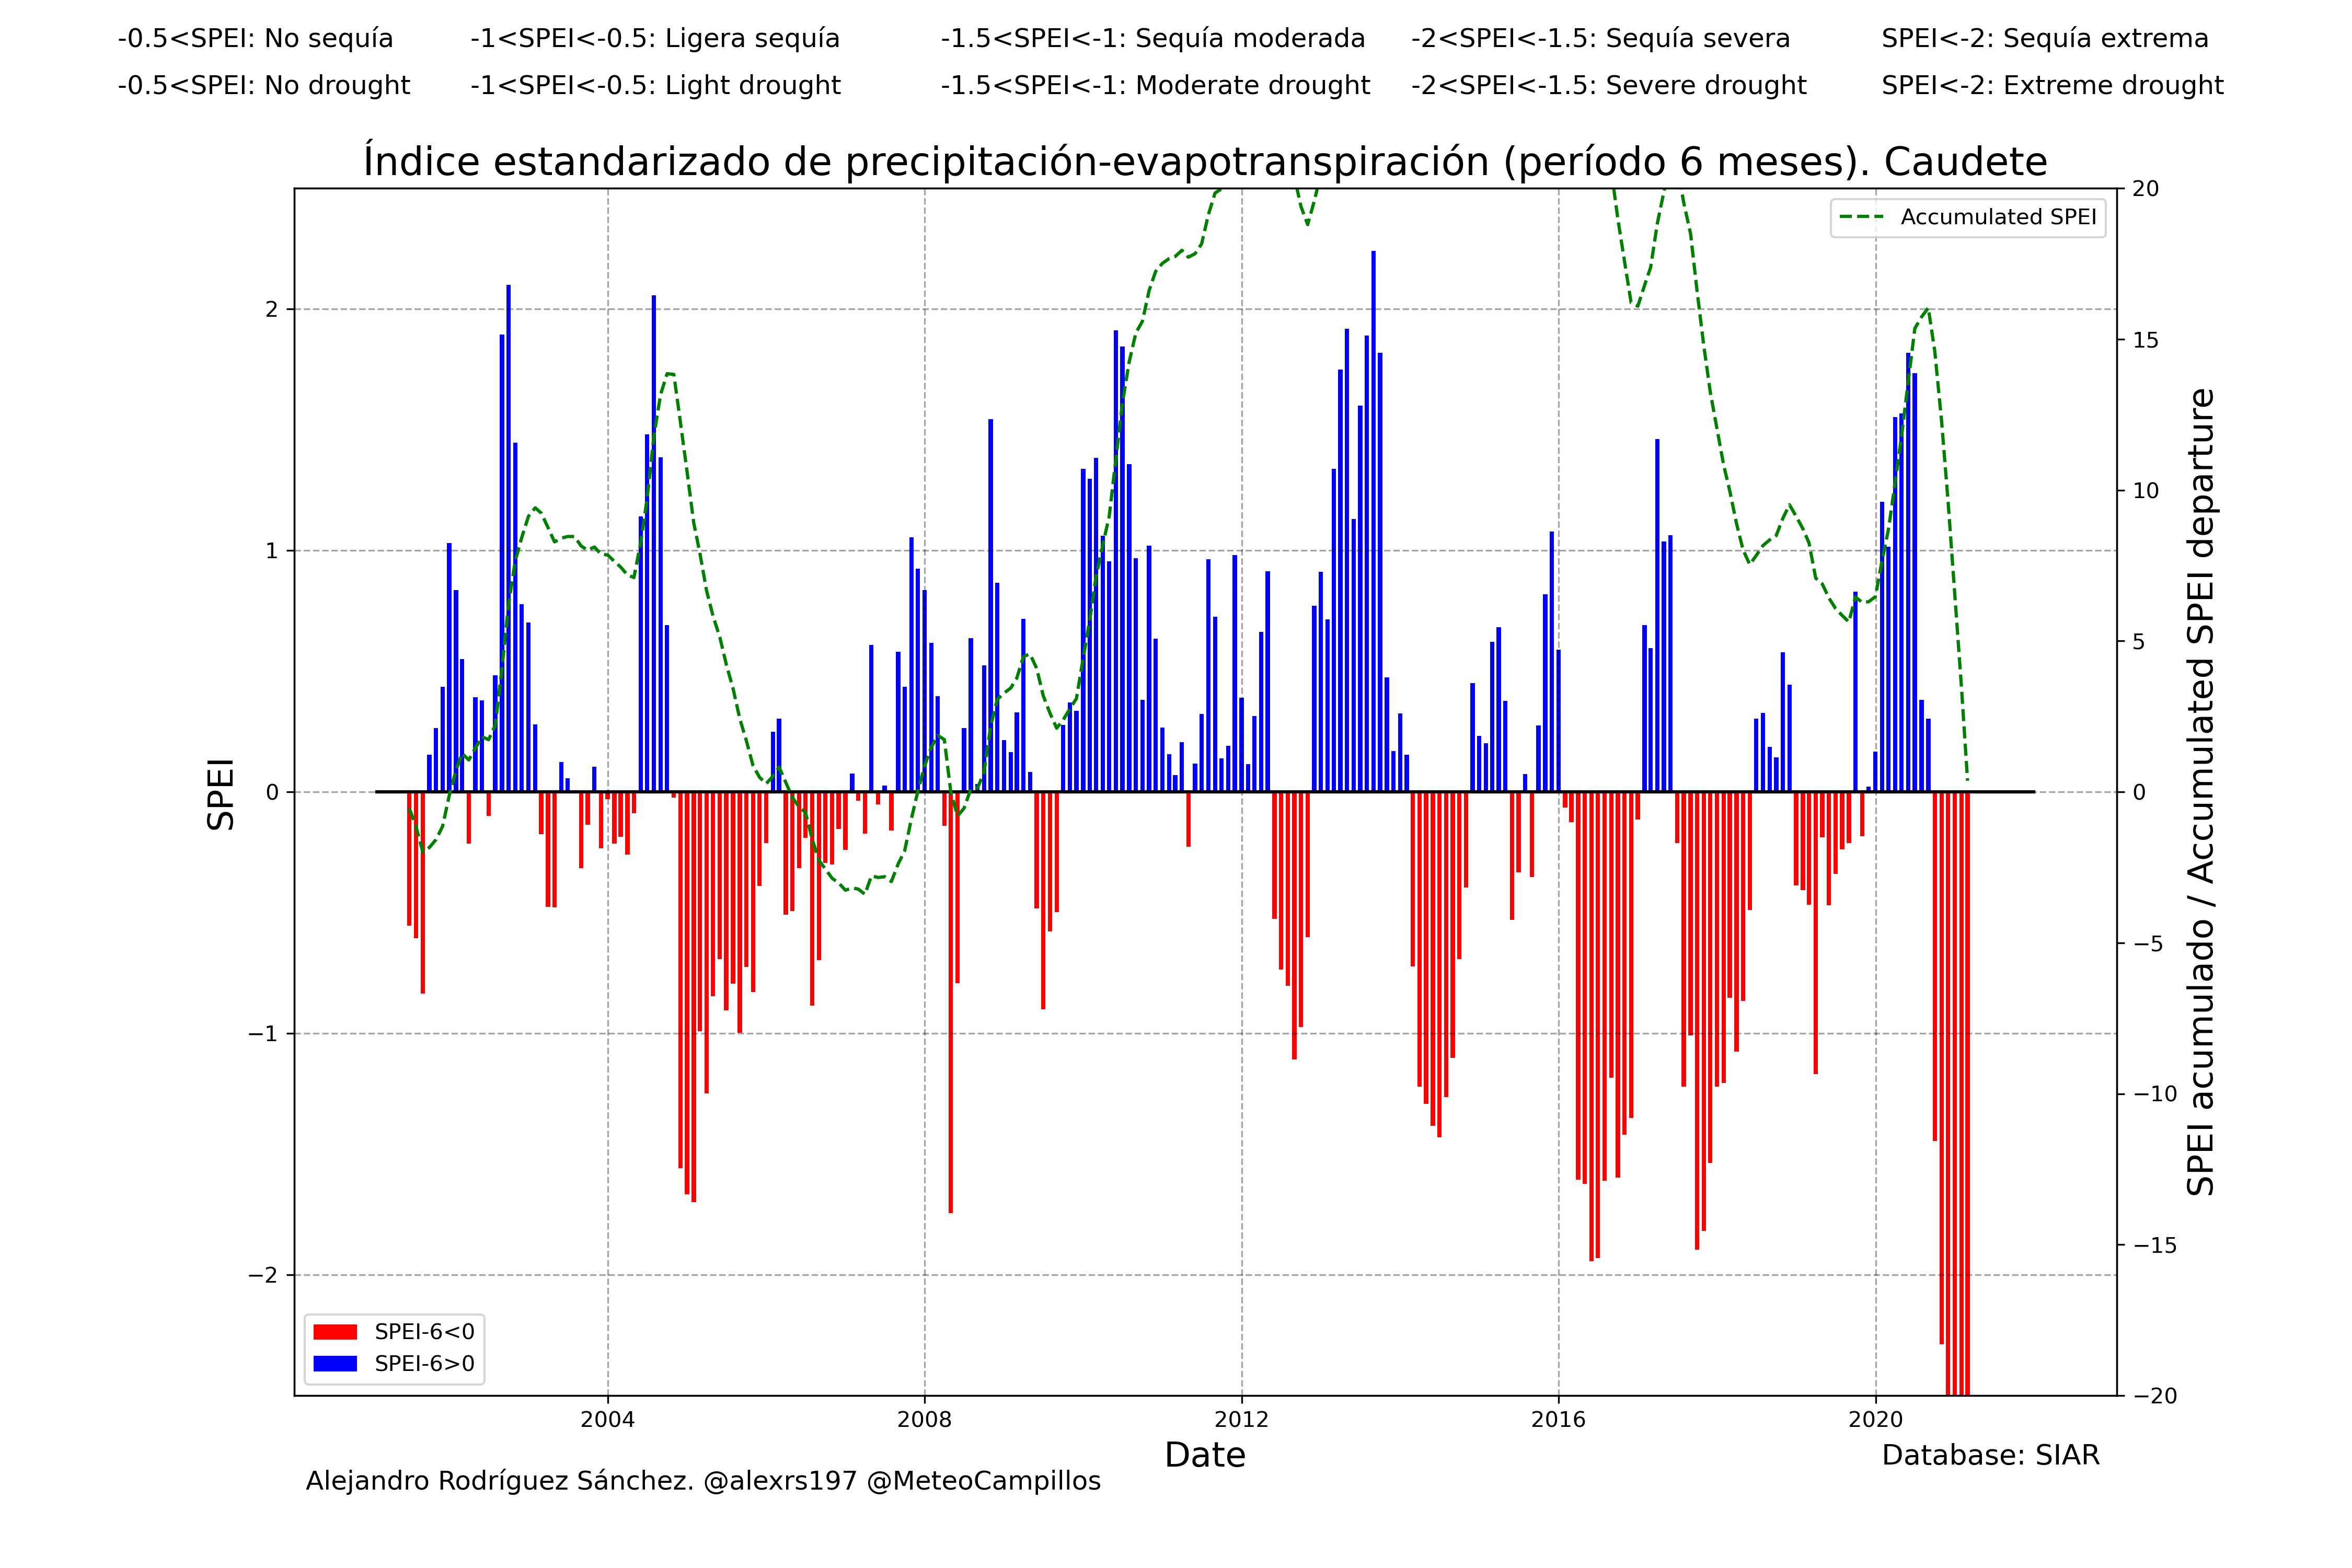 -0.5<SPEI: No sequía -1<SPEI<-0.5: Ligera sequía -1.5<SPEI<-1: Sequía moderada -2<SPEI<-1.5: Sequía severa SPEI<-2: Sequía extrema
-0.5<SPEI: No drought -1<SPEI<-0.5: Light drought -1.5<SPEI<-1: Moderate drought -2<SPEI<-1.5: Severe drought SPEI<-2: Extreme drought
Índice estandarizado de precipitación-evapotranspiración (período 6 meses). Caudete
Accumulated SPEI
SPEI
2
1
0
−1
−2
20
15
10
5
0
−5
−10
−15
−20
SPEI acumulado / Accumulated SPEI departure
SPEI-6<0
SPEI-6>0
2004 2008 2012 2016 2020
Date
Database: SIAR
Alejandro Rodríguez Sánchez. @alexrs197 @MeteoCampillos